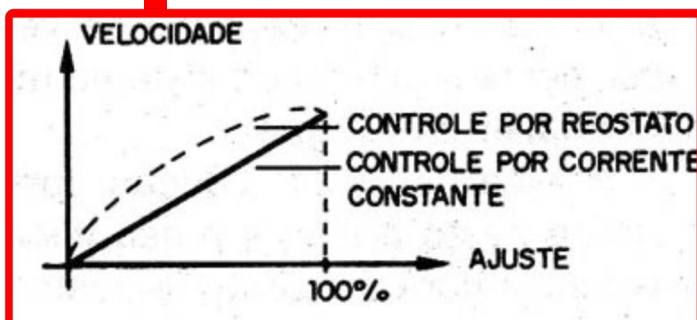 VELOCIDADE
CONTROLE POR REOSTATO
CONTROLE POR CORRENTE
CONSTANTE
AJUSTE
100%